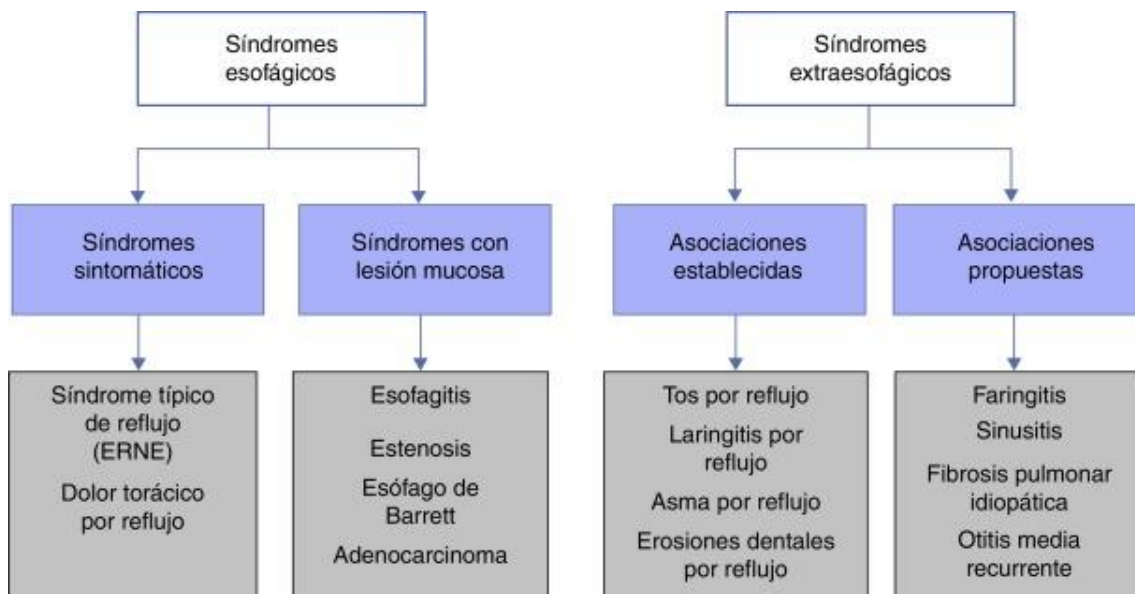 Síndromes
esofágicos
Síndromes
extraesofágicos
Síndromes
sintomáticos
Síndromes con
lesión mucosa
Asociaciones
establecidas
Asociaciones
propuestas
Síndrome típico
de reflujo
(ERNE)
Dolor torácico
por reflujo
Esofagitis
Estenosis
Esófago de
Barrett
Adenocarcinoma
Tos por reflujo
Laringitis por
reflujo
Asma por reflujo
Erosiones dentales
por reflujo
Faringitis
Sinusitis
Fibrosis pulmonar
idiopática
Otitis media
recurrente